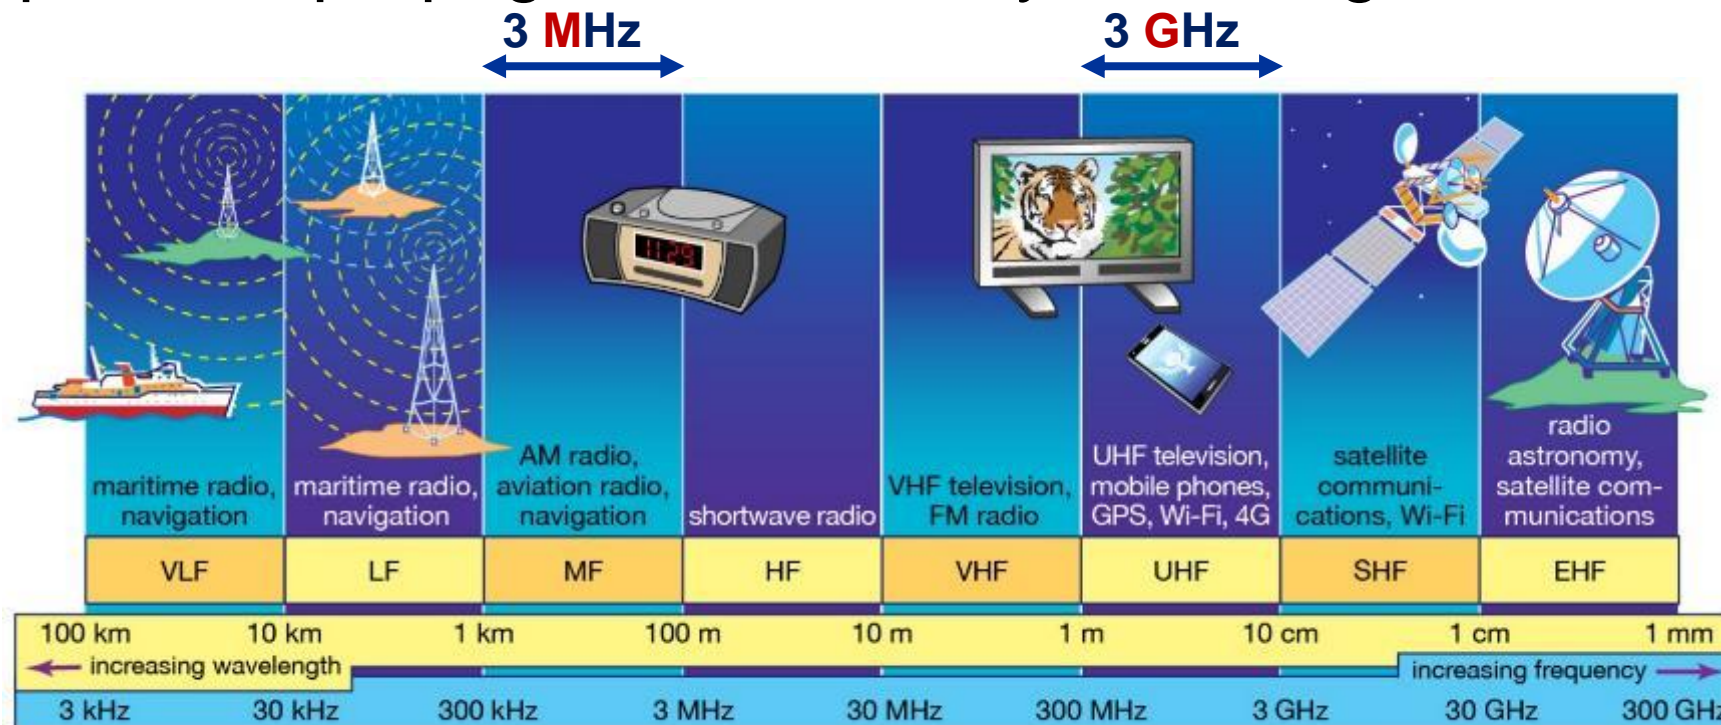 3 MHz 3 GHz
11:29
maritime radio,
navigation
maritime radio,
navigation
AM radio,
aviation radio,
navigation
shortwave radio
VHF television,
FM radio
UHF television,
mobile phones,
GPS, Wi-Fi, 4G
satellite
communi-
cations, Wi-Fi
radio
astronomy,
satellite com-
munications
VLF LF MF HF VHF UHF SHF EHF
100 km 10 km 1 km 100 m 10 m 1 m 10 cm 1 cm 1 mm
increasing wavelength increasing frequency
3 kHz 30 kHz 300 kHz 3 MHz 30 MHz 300 MHz 3 GHz 30 GHz 300 GHz